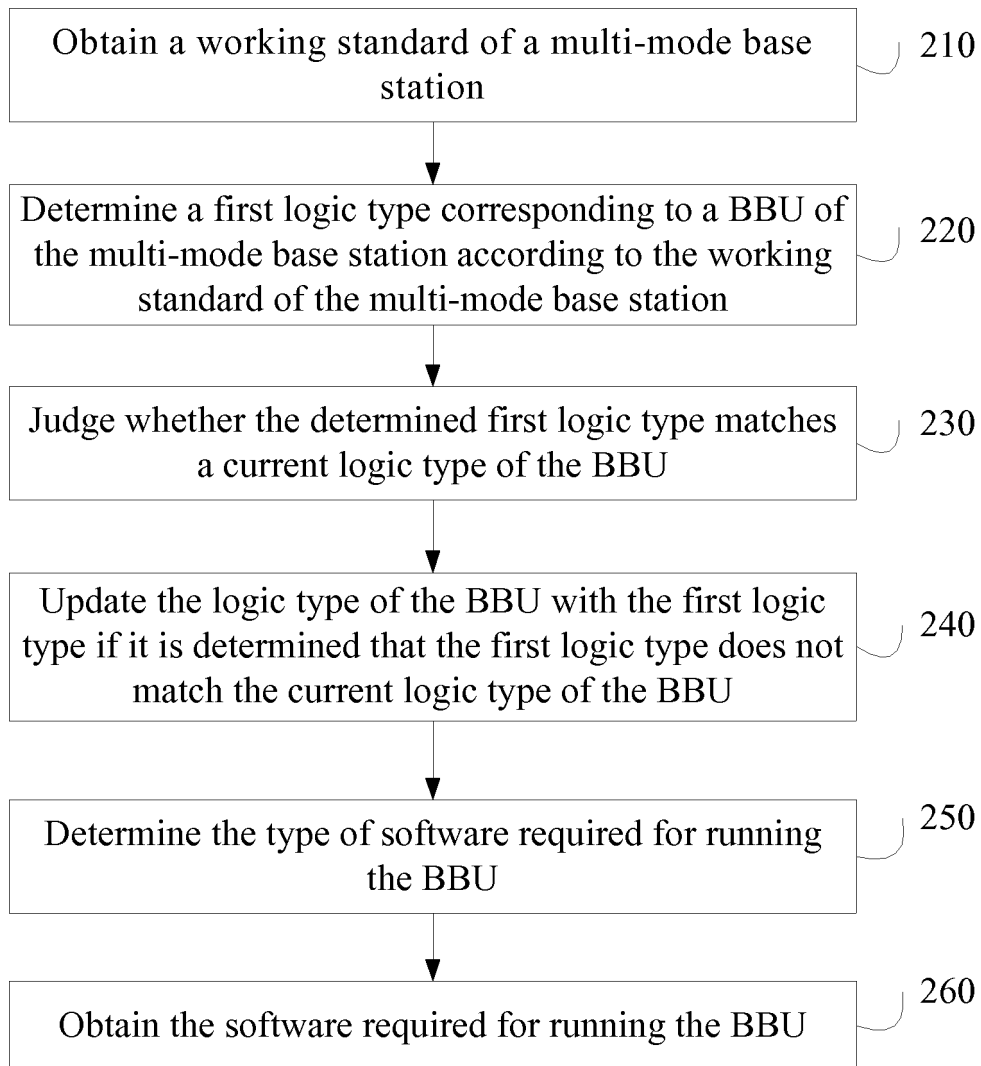 Obtain a working standard of a multi-mode base
station
210
Determine a first logic type corresponding to a BBU of
the multi-mode base station according to the working
standard of the multi-mode base station
220
Judge whether the determined first logic type matches
a current logic type of the BBU
230
Update the logic type of the BBU with the first logic
type if it is determined that the first logic type does not
match the current logic type of the BBU
240
Determine the type of software required for running
the BBU
250
Obtain the software required for running the BBU
260